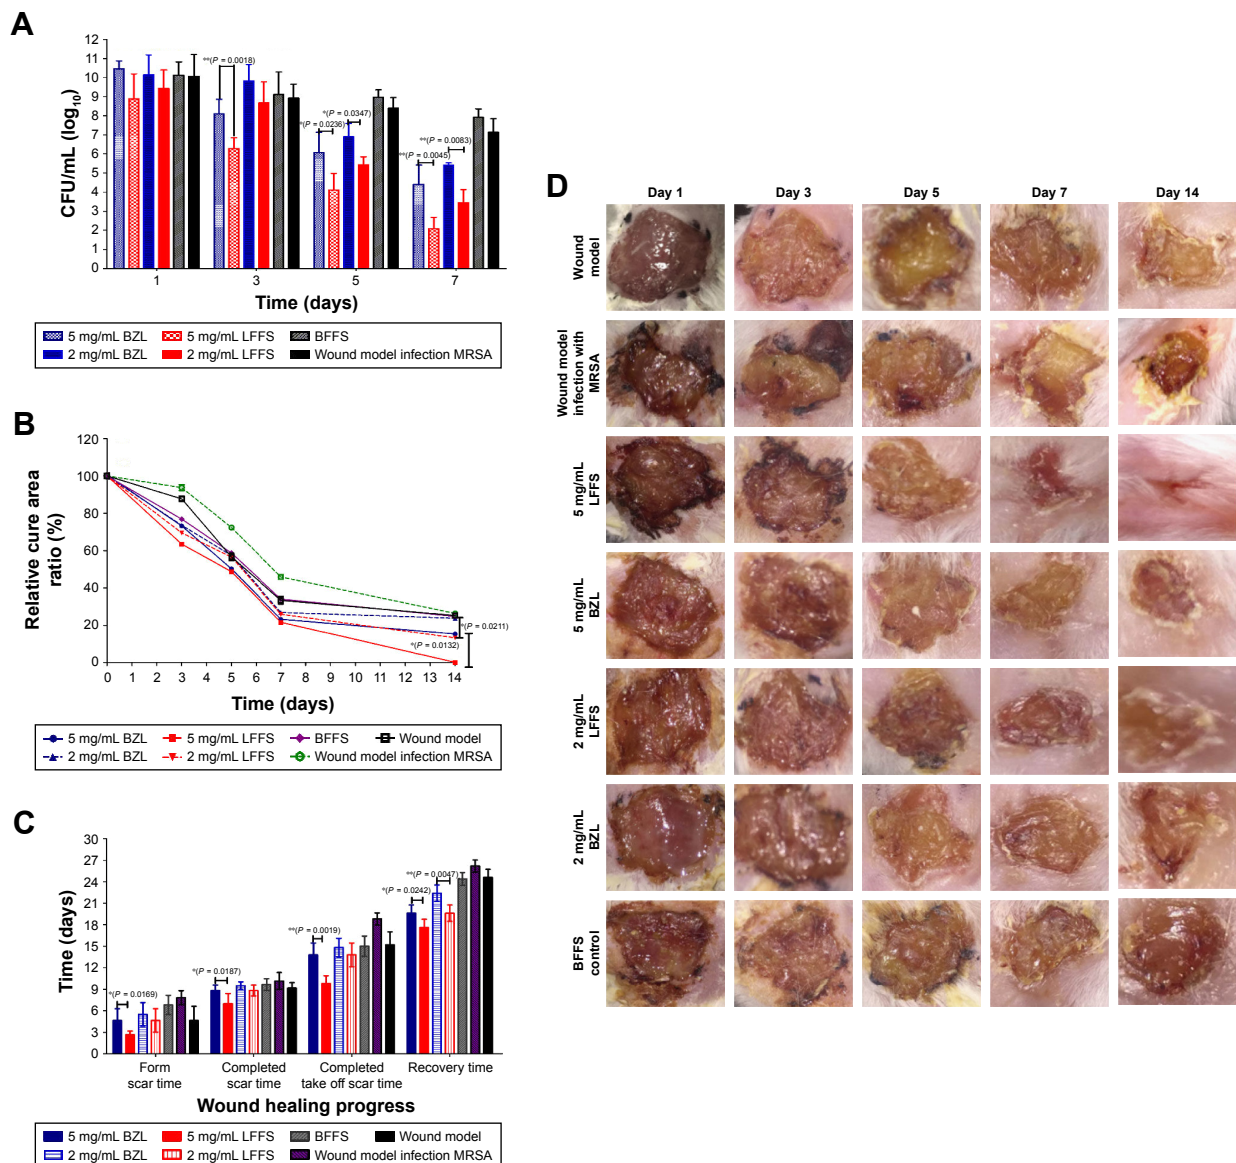 A
CFU/mL (log10)
12
11
10
9
8
7
6
5
4
3
2
1
0
**(P = 0.0018)
*(P = 0.0236)
*(P = 0.0347)
**(P = 0.0045)
**(P = 0.0083)
1 3 5 7
Time (days)
5 mg/mL BZL 5 mg/mL LFFS BFFS
2 mg/mL BZL 2 mg/mL LFFS Wound model infection MRSA
B
Relative cure area
ratio (%)
120
100
80
60
40
20
0
*(P = 0.0211)
*(P = 0.0132)
0 1 2 3 4 5 6 7 8 9 10 11 12 13 14
Time (days)
5 mg/mL BZL 5 mg/mL LFFS BFFS Wound model
2 mg/mL BZL 2 mg/mL LFFS Wound model infection MRSA
C
Time (days)
30
27
24
21
18
15
12
9
6
3
0
*(P = 0.0169)
*(P = 0.0187)
**(P = 0.0019)
*(P = 0.0242)
**(P = 0.0047)
Form
scar time
Completed
scar time
Completed
take off scar time
Recovery time
Wound healing progress
5 mg/mL BZL 5 mg/mL LFFS BFFS Wound model
2 mg/mL BZL 2 mg/mL LFFS Wound model infection MRSA
D
Day 1 Day 3 Day 5 Day 7 Day 14
Wound
model
Wound model
infection with
MRSA
5 mg/mL
LFFS
5 mg/mL
BZL
2 mg/mL
LFFS
2 mg/mL
BZL
BFFS
control